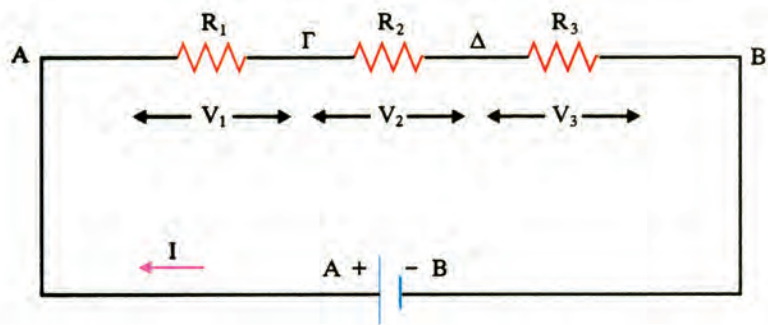 R₁ R₂ R₃
A Γ Δ B
V₁ V₂ V₃
I
A + − B